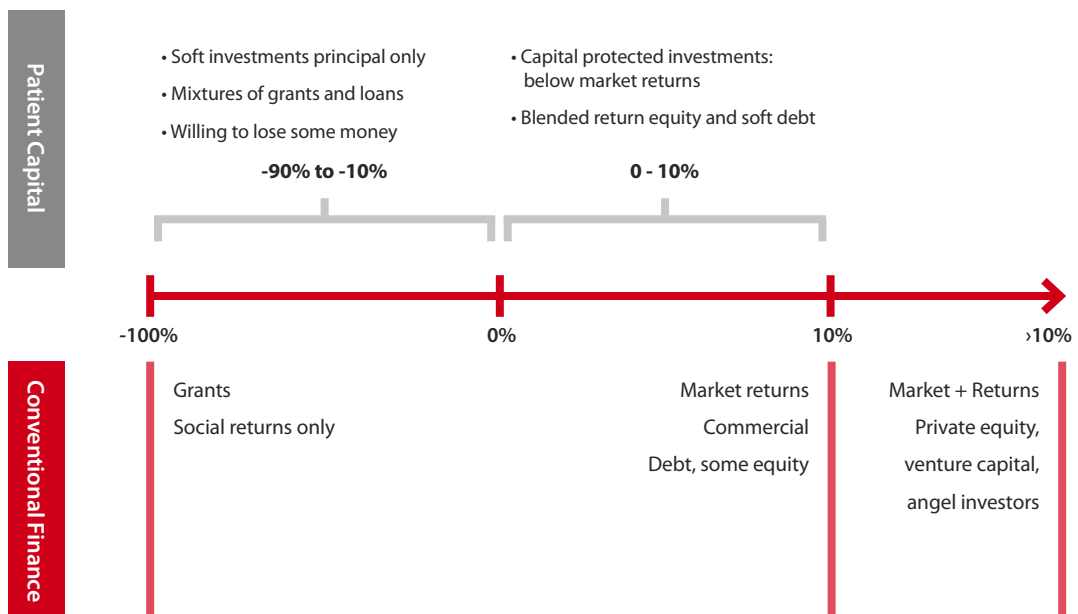 Patient Capital
• Soft investments principal only
• Mixtures of grants and loans
• Willing to lose some money
-90% to -10%
• Capital protected investments:
below market returns
• Blended return equity and soft debt
0 - 10%
-100%
0%
10%
›10%
Conventional Finance
Grants
Social returns only
Market returns
Commercial
Debt, some equity
Market + Returns
Private equity,
venture capital,
angel investors